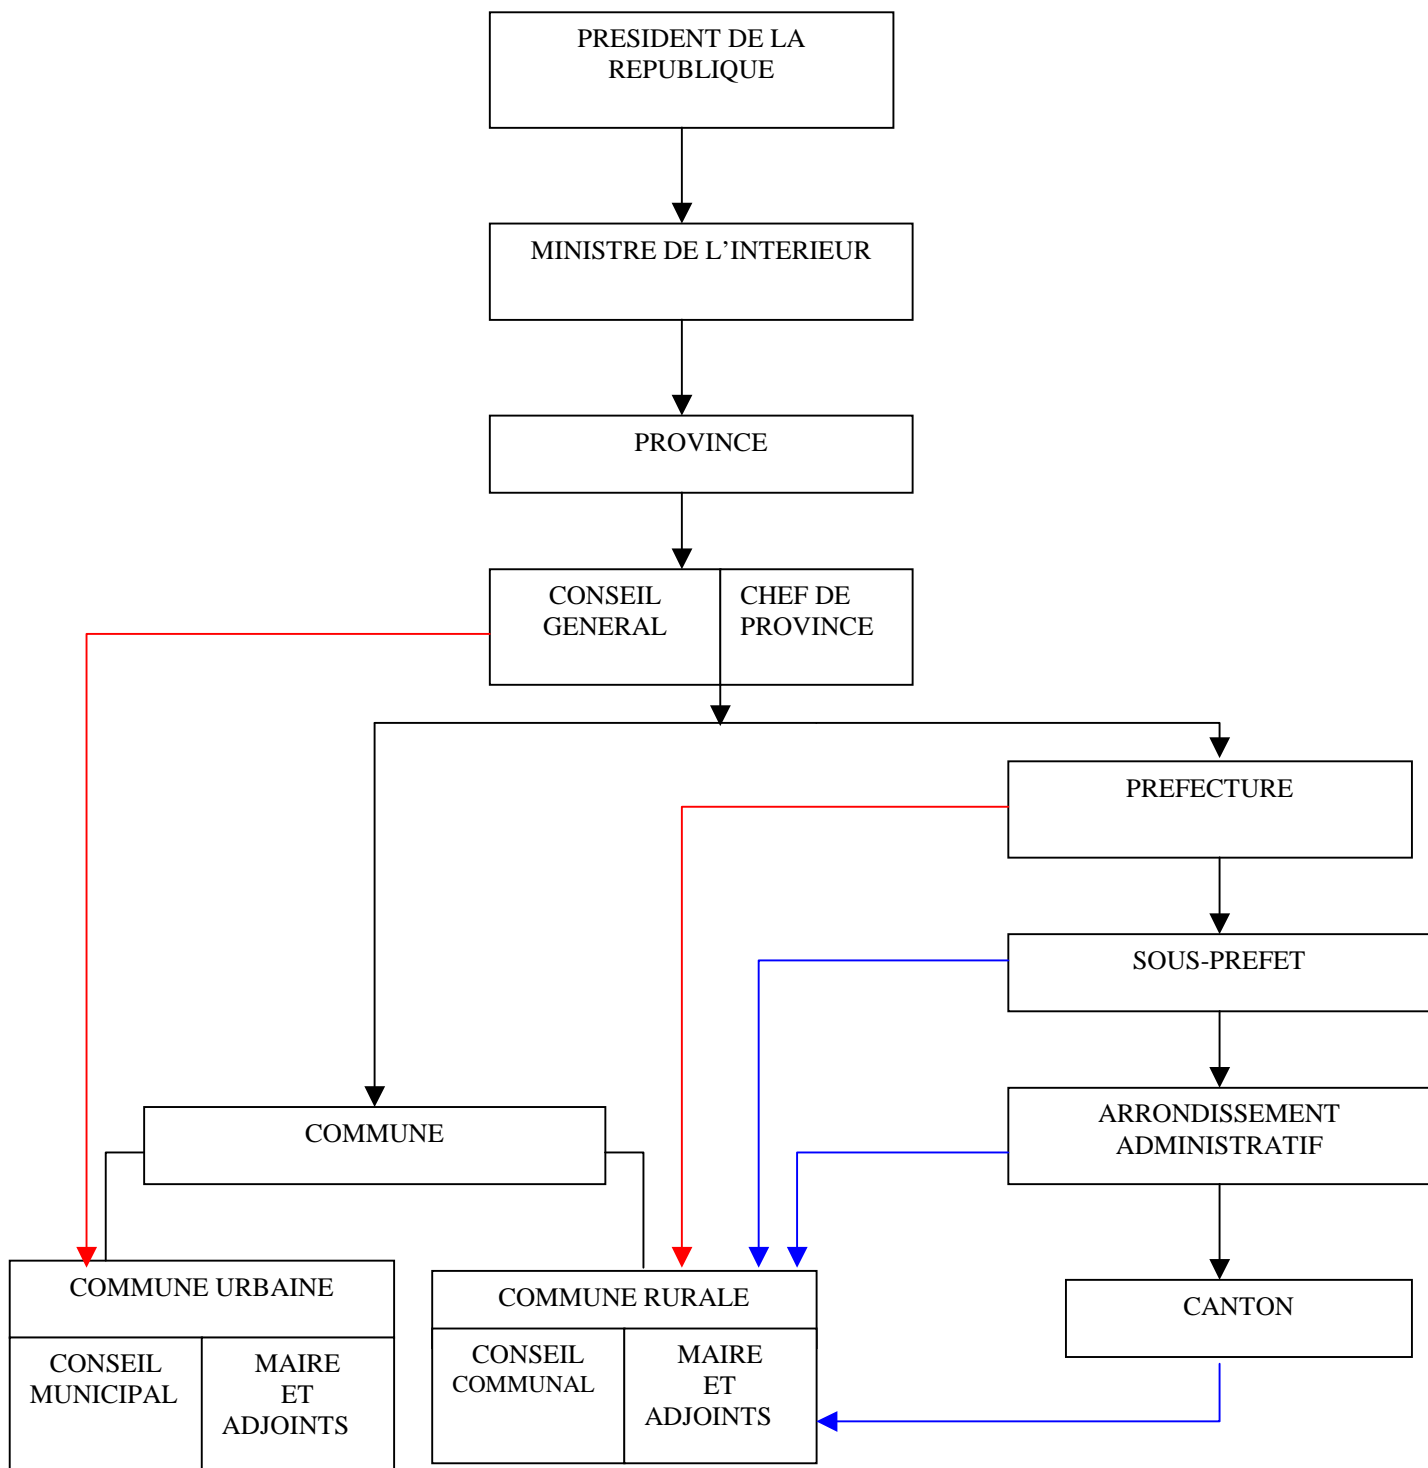 PRESIDENT DE LA
REPUBLIQUE
MINISTRE DE L’INTERIEUR
PROVINCE
CONSEIL
GENERAL
CHEF DE
PROVINCE
PREFECTURE
SOUS-PREFET
ARRONDISSEMENT
ADMINISTRATIF
COMMUNE
COMMUNE URBAINE
CONSEIL
MUNICIPAL
MAIRE
ET
ADJOINTS
COMMUNE RURALE
CONSEIL
COMMUNAL
MAIRE
ET
ADJOINTS
CANTON